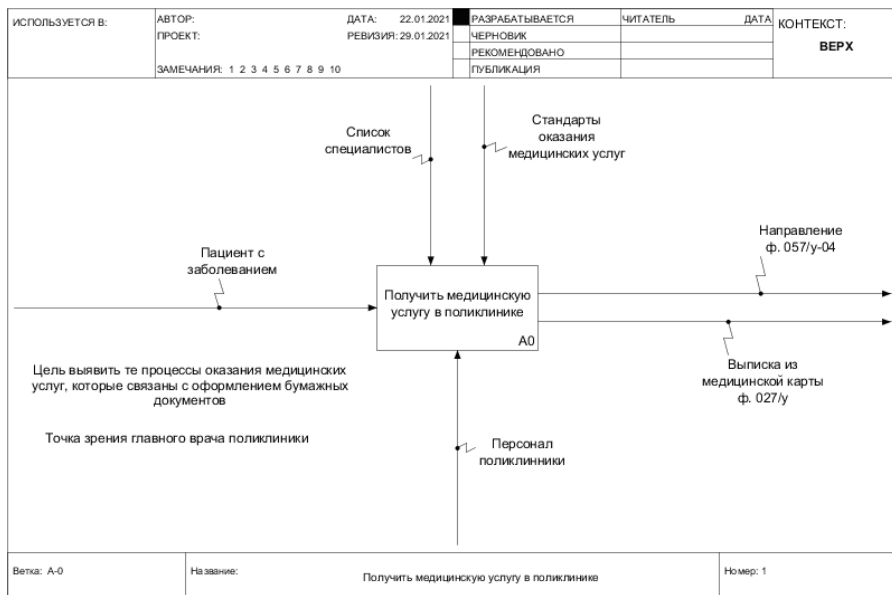 ИСПОЛЬЗУЕТСЯ В:
АВТОР:
ДАТА: 22.01.2021
ПРОЕКТ:
РЕВИЗИЯ: 29.01.2021
ЗАМЕЧАНИЯ: 1 2 3 4 5 6 7 8 9 10
РАЗРАБАТЫВАЕТСЯ
ЧЕРНОВИК
РЕКОМЕНДОВАНО
ПУБЛИКАЦИЯ
ЧИТАТЕЛЬ
ДАТА
КОНТЕКСТ:
ВЕРХ
Список
специалистов
Стандарты
оказания
медицинских услуг
Пациент с
заболеванием
Получить медицинскую
услугу в поликлинике
A0
Направление
ф. 057/у-04
Выписка из
медицинской карты
ф. 027/у
Цель выявить те процессы оказания медицинских
услуг, которые связаны с оформлением бумажных
документов
Точка зрения главного врача поликлиники
Персонал
поликлинники
Ветка: A-0
Название:
Получить медицинскую услугу в поликлинике
Номер: 1